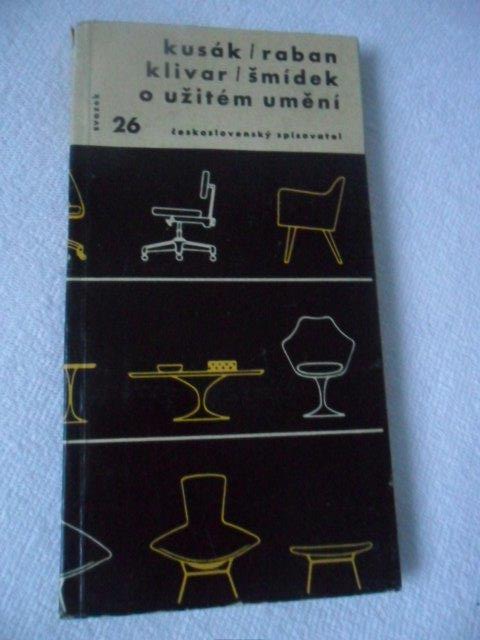 kusák / raban
klivar / šmídek
o užitém umění
svazek 26
československý spisovatel